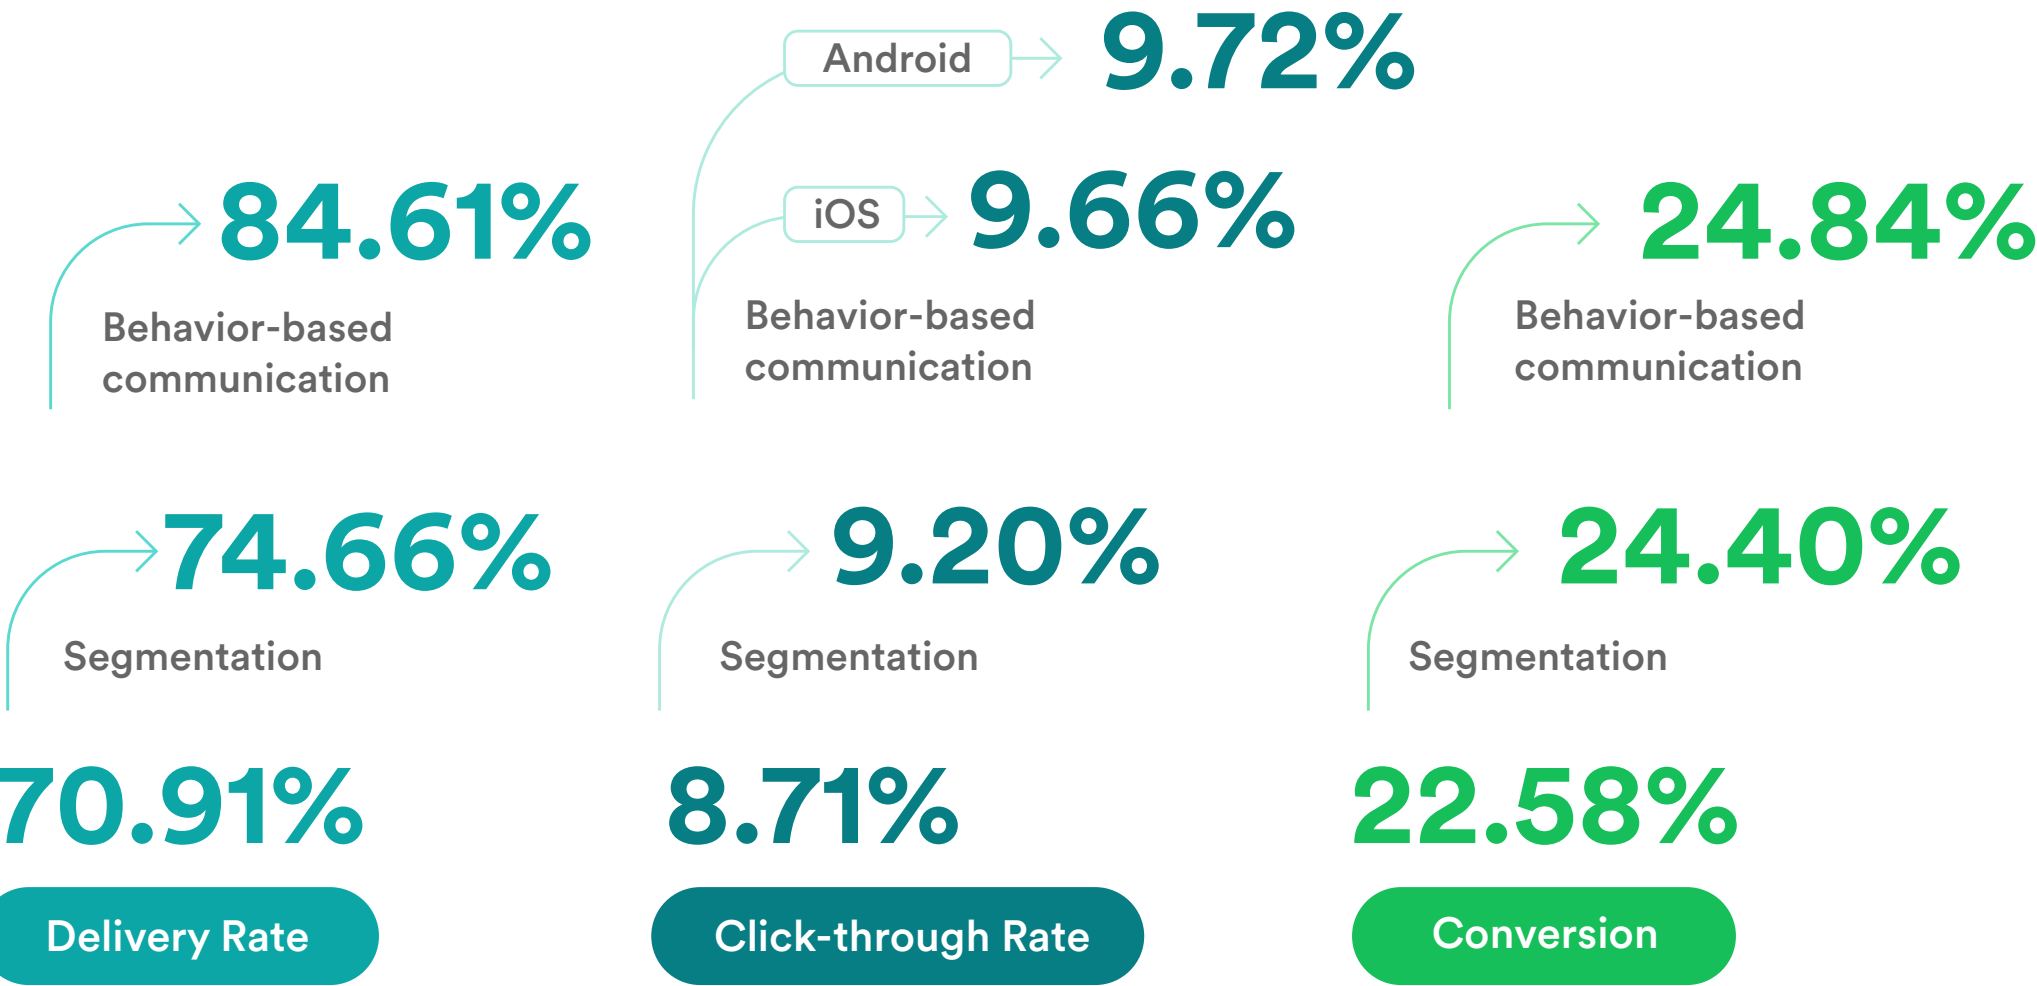 84.61%
Behavior-based
communication
74.66%
Segmentation
70.91%
Delivery Rate
Android
9.72%
iOS
9.66%
Behavior-based
communication
9.20%
Segmentation
8.71%
Click-through Rate
24.84%
Behavior-based
communication
24.40%
Segmentation
22.58%
Conversion